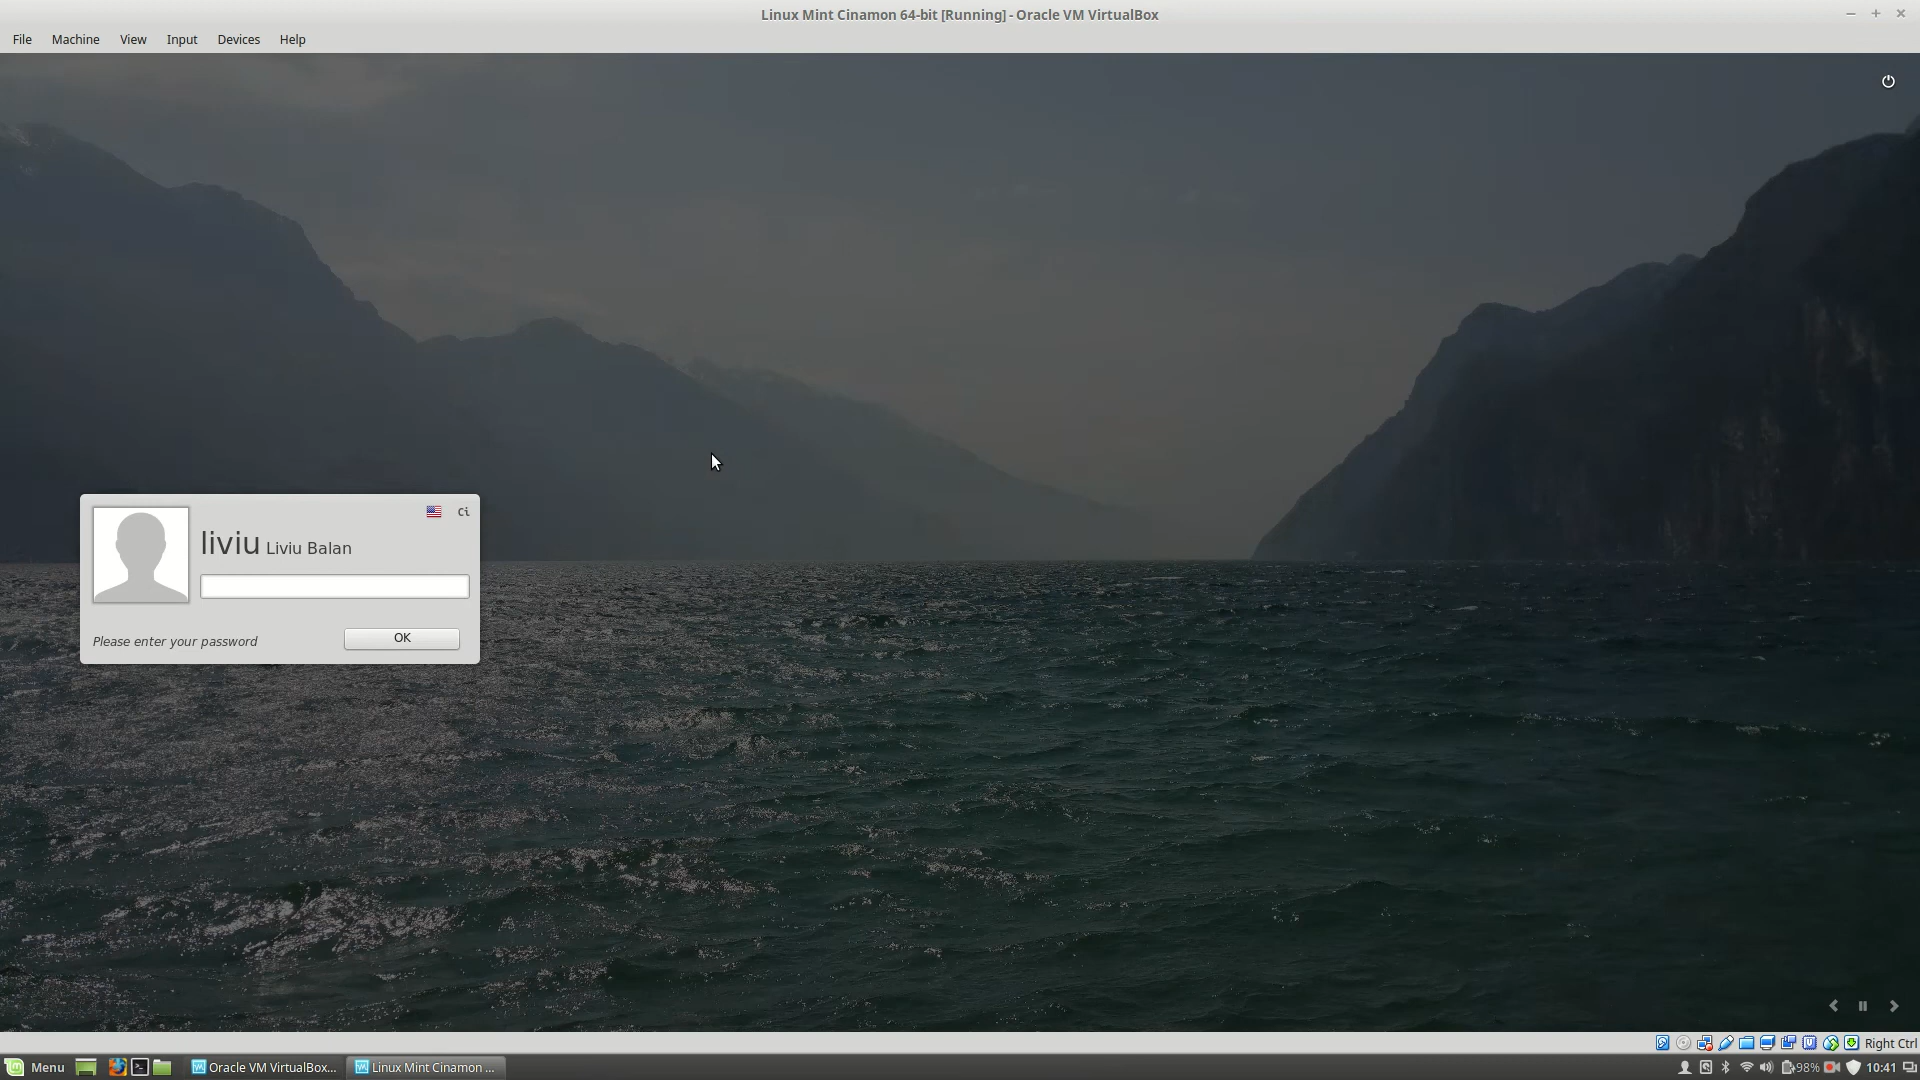 Linux Mint Cinamon 64-bit [Running] - Oracle VM VirtualBox
File Machine View Input Devices Help
Ci
liviu Liviu Balan
Please enter your password
OK
Right Ctrl
Menu
Oracle VM VirtualBox...
Linux Mint Cinamon ...
98%
10:41